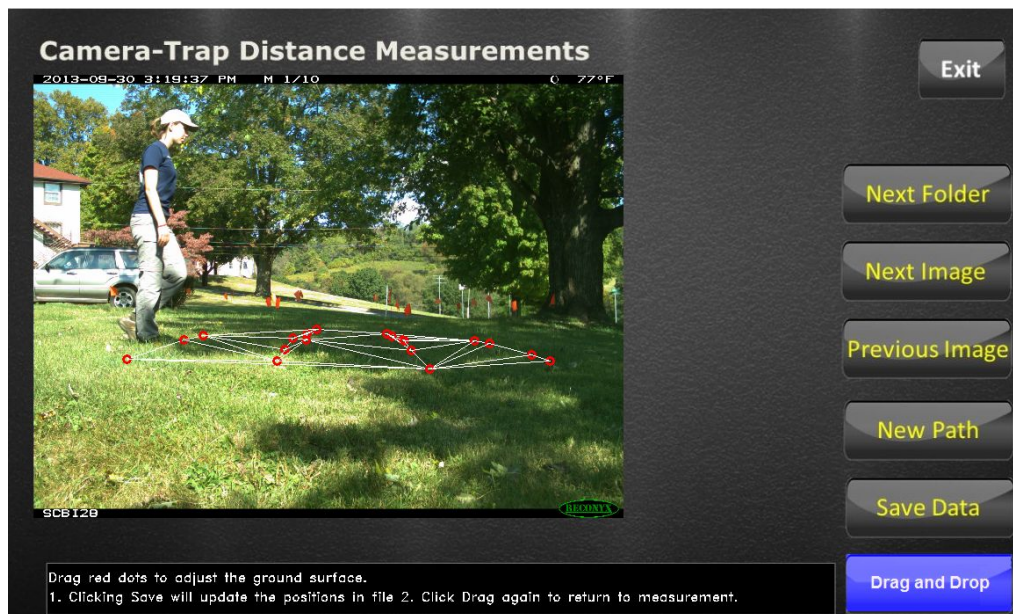 Camera-Trap Distance Measurements
Exit
2013-09-30 3:19:37 PM M 1/10 77°F
Next Folder
Next Image
Previous Image
New Path
Save Data
SCBI28
RECONYX
Drag red dots to adjust the ground surface.
1. Clicking Save will update the positions in file 2. Click Drag again to return to measurement.
Drag and Drop